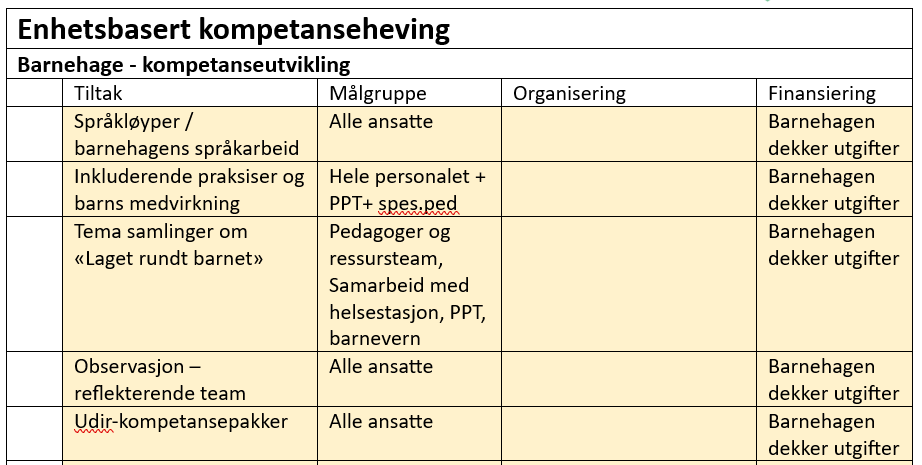 Enhetsbasert kompetanseheving
Barnehage - kompetanseutvikling
Tiltak Målgruppe Organisering Finansiering
Språkløyper / Alle ansatte Barnehagen
barnehagens språkarbeid dekker utgifter
Inkluderende praksiser og Hele personalet + Barnehagen
barns medvirkning PPT+ spes.ped dekker utgifter
Tema samlinger om Pedagoger og Barnehagen
«Laget rundt barnet» ressursteam, dekker utgifter
Samarbeid med
helsestasjon, PPT,
barnevern
Observasjon – Alle ansatte Barnehagen
reflekterende team dekker utgifter
Udir-kompetansepakker Alle ansatte Barnehagen
dekker utgifter